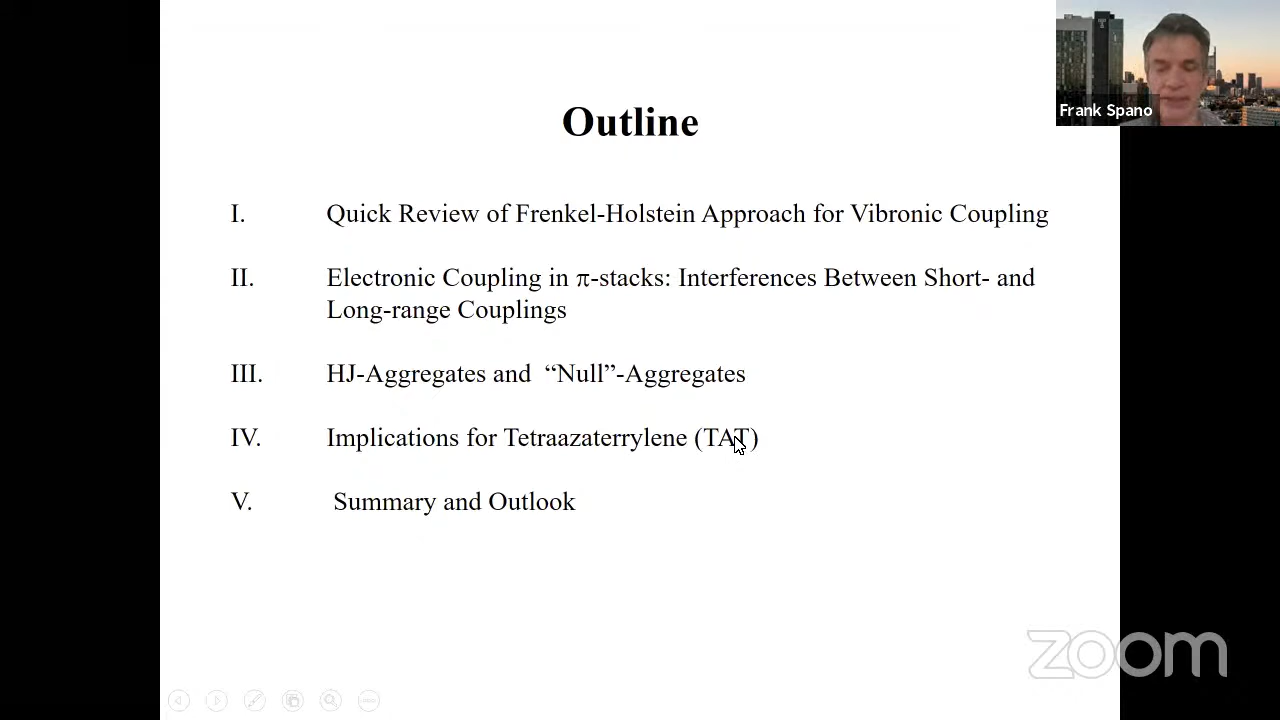 Outline
Frank Spano
I. Quick Review of Frenkel-Holstein Approach for Vibronic Coupling
II. Electronic Coupling in π-stacks: Interferences Between Short- and
Long-range Couplings
III. HJ-Aggregates and “Null”-Aggregates
IV. Implications for Tetraazaterrylene (TAT)
V. Summary and Outlook
zoom